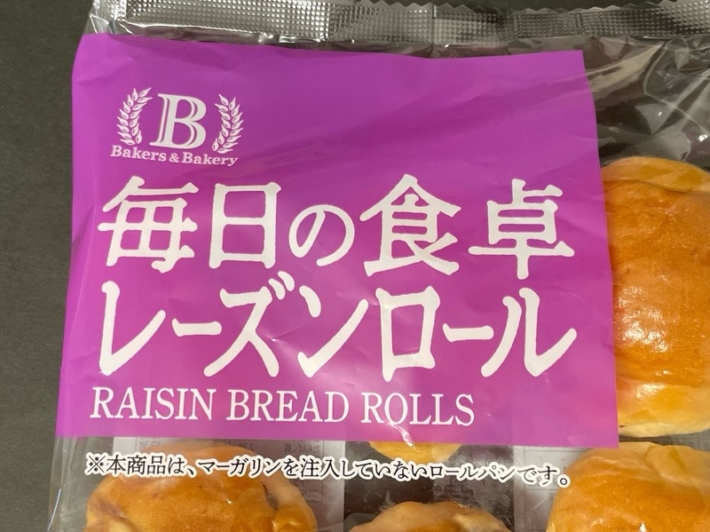 B
Bakers & Bakery
毎日の食卓
レーズンロール
RAISIN BREAD ROLLS
※本商品は、マーガリンを注入していないロールパンです。